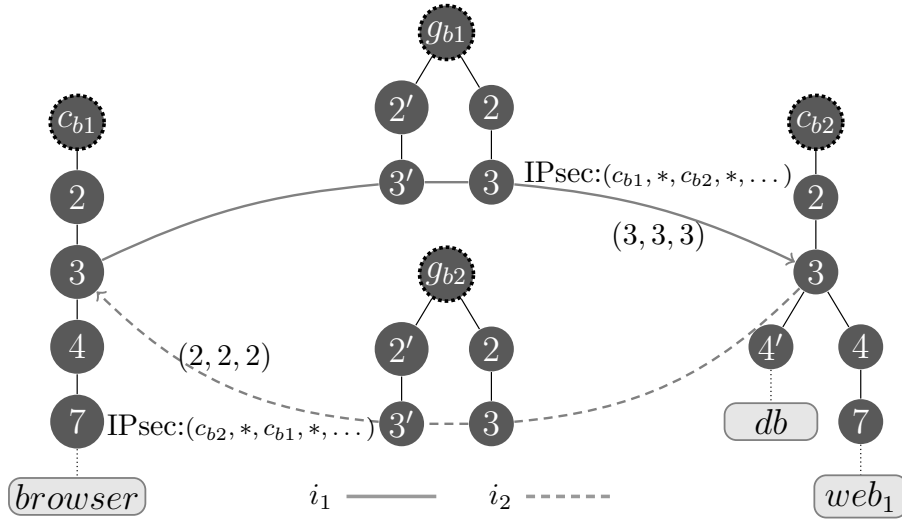 g_{b1}
c_{b1}
2'
2
c_{b2}
2
3'
3
IPsec:(c_{b1}, *, c_{b2}, *, . . . )
2
(3, 3, 3)
3
g_{b2}
3
4
(2, 2, 2)
2'
2
4'
4
7
IPsec:(c_{b2}, *, c_{b1}, *, . . . )
3'
3
db
7
browser
i_1
i_2
web_1